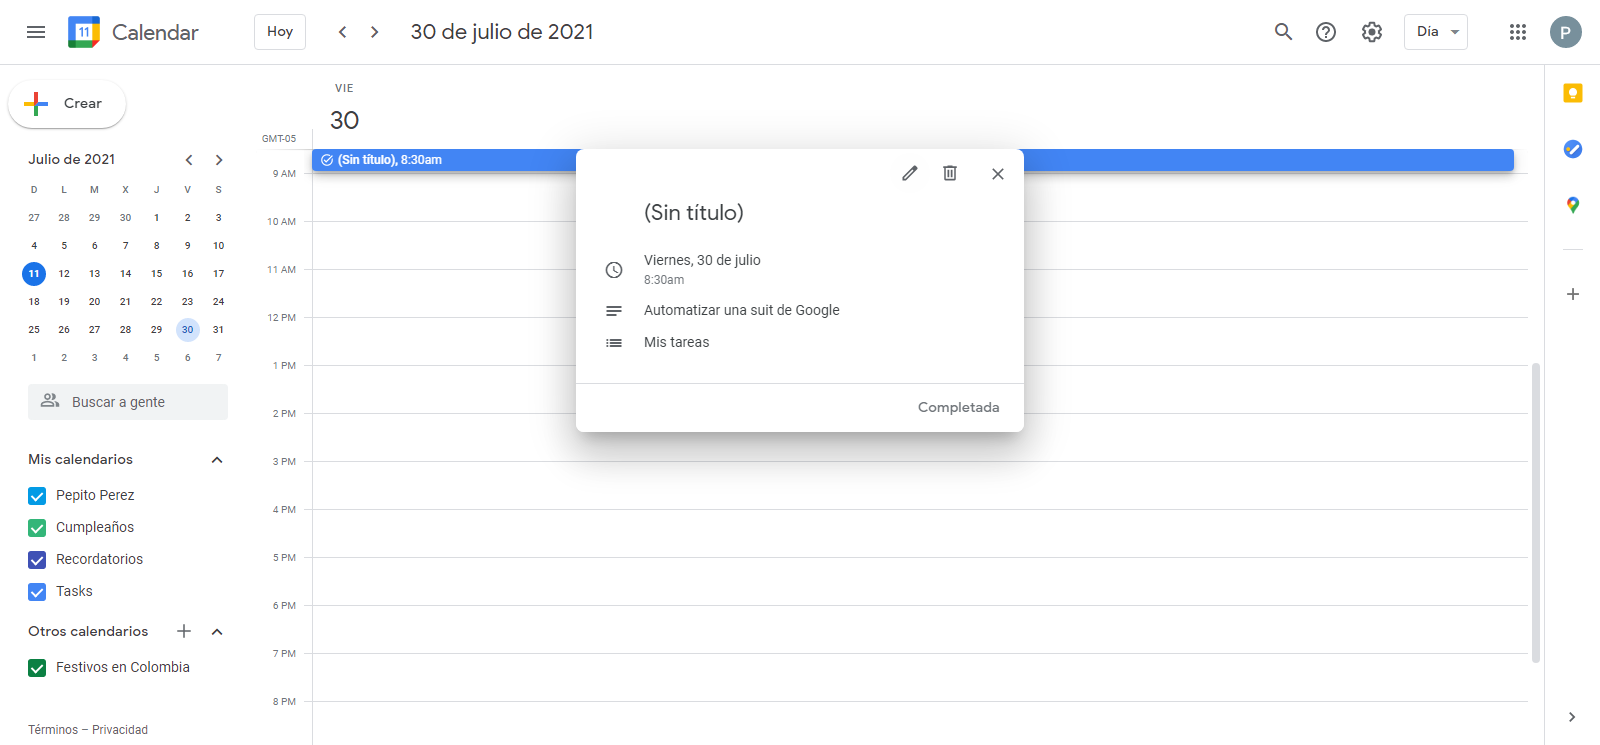 11 Calendar
Hoy
30 de julio de 2021
Día
P
Crear
Julio de 2021
D L M X J V S
27 28 29 30 1 2 3
4 5 6 7 8 9 10
11 12 13 14 15 16 17
18 19 20 21 22 23 24
25 26 27 28 29 30 31
1 2 3 4 5 6 7
Buscar a gente
Mis calendarios
Pepito Perez
Cumpleaños
Recordatorios
Tasks
Otros calendarios
Festivos en Colombia
Términos – Privacidad
VIE
30
GMT-05
(Sin título), 8:30am
9 AM
10 AM
11 AM
12 PM
1 PM
2 PM
3 PM
4 PM
5 PM
6 PM
7 PM
8 PM
(Sin título)
Viernes, 30 de julio
8:30am
Automatizar una suit de Google
Mis tareas
Completada